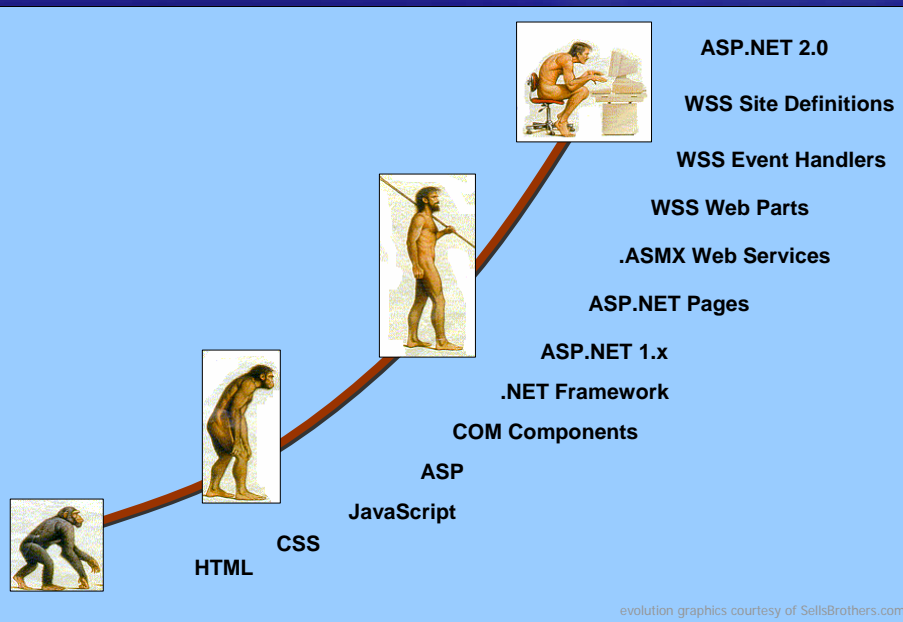 ASP.NET 2.0
WSS Site Definitions
WSS Event Handlers
WSS Web Parts
.ASMX Web Services
ASP.NET Pages
ASP.NET 1.x
.NET Framework
COM Components
ASP
JavaScript
CSS
HTML
evolution graphics courtesy of SellsBrothers.com